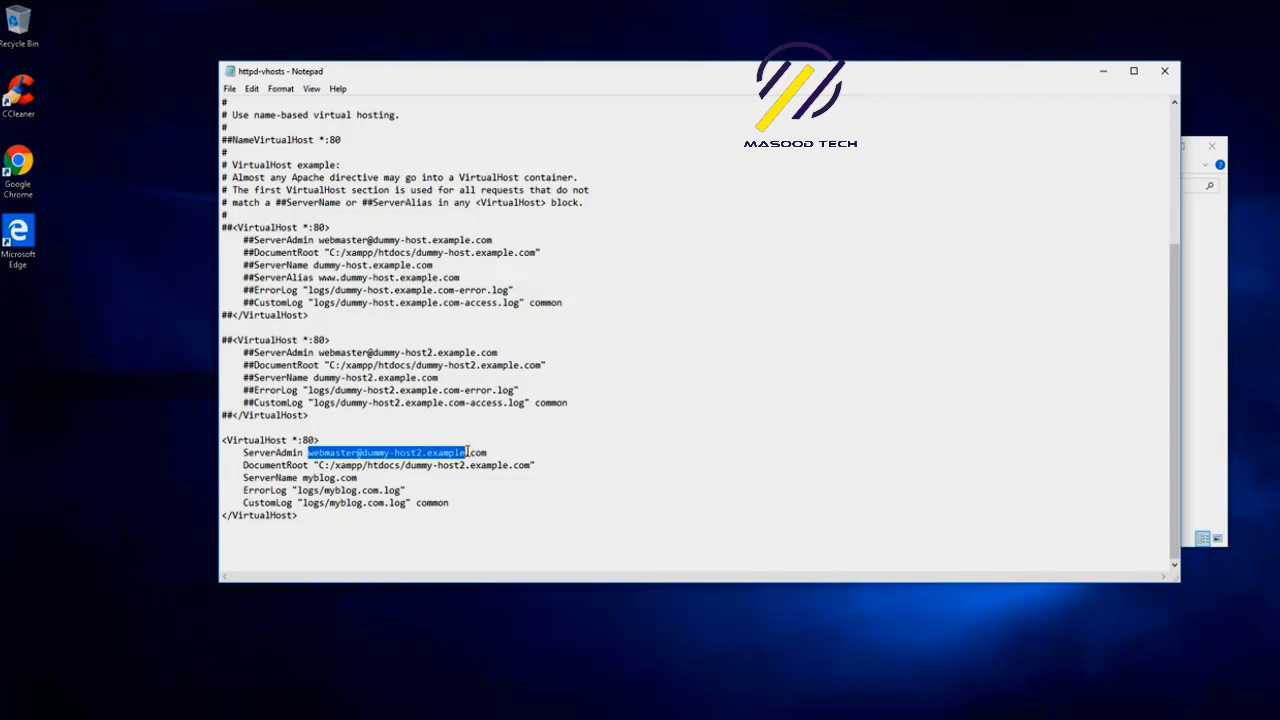 Recycle Bin
CCleaner
Google
Chrome
Microsoft
Edge
httpd-vhosts - Notepad
File Edit Format View Help
MASOOD TECH
#
# Use name-based virtual hosting.
#
##NameVirtualHost *:80
#
# VirtualHost example:
# Almost any Apache directive may go into a VirtualHost container.
# The first VirtualHost section is used for all requests that do not
# match a ##ServerName or ##ServerAlias in any <VirtualHost> block.
#
##<VirtualHost *:80>
##ServerAdmin webmaster@dummy-host.example.com
##DocumentRoot "C:/xampp/htdocs/dummy-host.example.com"
##ServerName dummy-host.example.com
##ServerAlias www.dummy-host.example.com
##ErrorLog "logs/dummy-host.example.com-error.log"
##CustomLog "logs/dummy-host.example.com-access.log" common
##</VirtualHost>
##<VirtualHost *:80>
##ServerAdmin webmaster@dummy-host2.example.com
##DocumentRoot "C:/xampp/htdocs/dummy-host2.example.com"
##ServerName dummy-host2.example.com
##ErrorLog "logs/dummy-host2.example.com-error.log"
##CustomLog "logs/dummy-host2.example.com-access.log" common
##</VirtualHost>
<VirtualHost *:80>
ServerAdmin webmaster@dummy-host2.example.com
DocumentRoot "C:/xampp/htdocs/dummy-host2.example.com"
ServerName myblog.com
ErrorLog "logs/myblog.com.log"
CustomLog "logs/myblog.com.log" common
</VirtualHost>